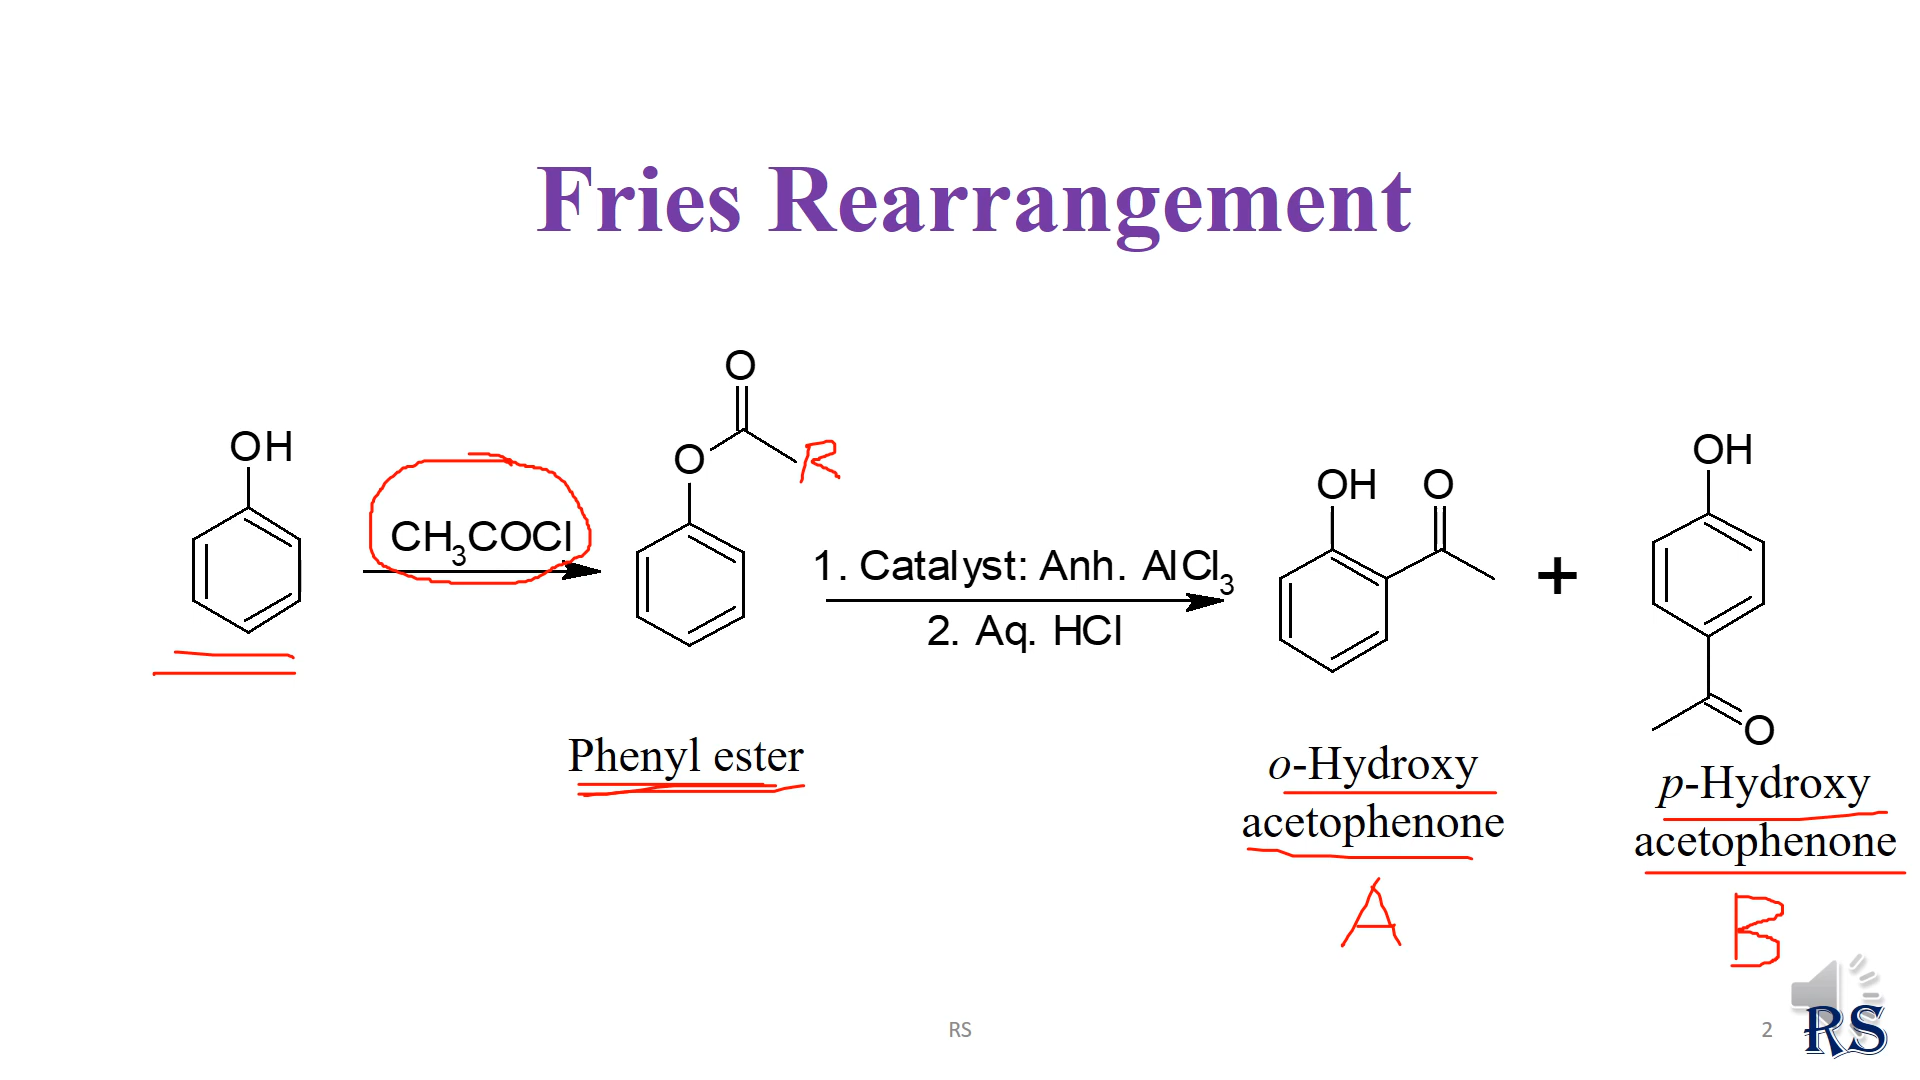 Fries Rearrangement
O
OH
O
R
CH3COCl
1. Catalyst: Anh. AlCl3
2. Aq. HCl
OH O
+
OH
O
Phenyl ester
o-Hydroxy
acetophenone
p-Hydroxy
acetophenone
A
B
RS
2
RS